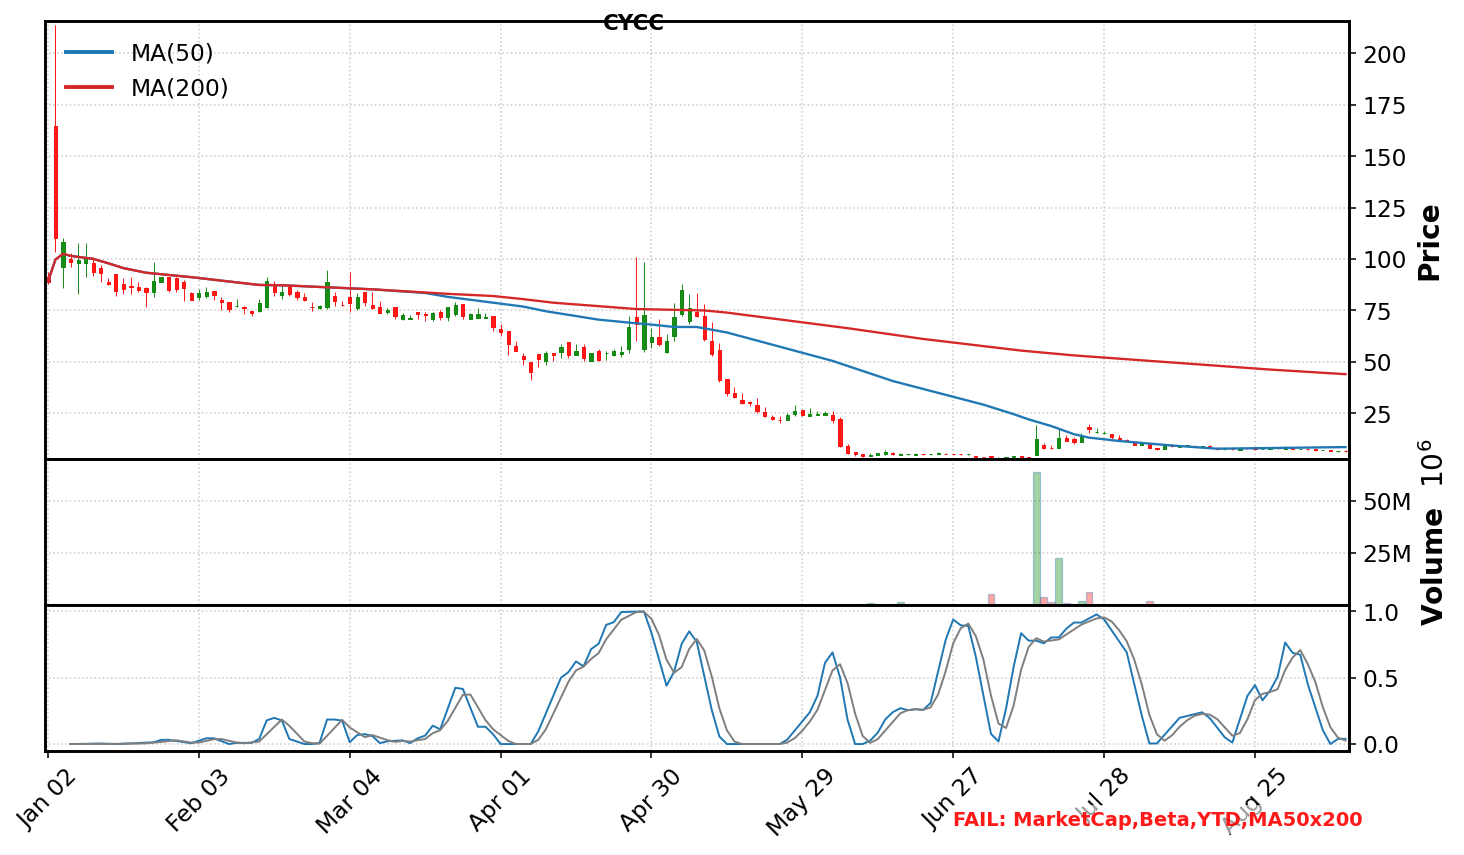 CYCC
MA(50)
MA(200)
200
175
150
125
100
75
50
25
Price
50M
25M
Volume 10^6
1.0
0.5
0.0
Jan 02
Feb 03
Mar 04
Apr 01
Apr 30
May 29
Jun 27
Jul 28
Aug 25
FAIL: MarketCap,Beta,YTD,MA50x200